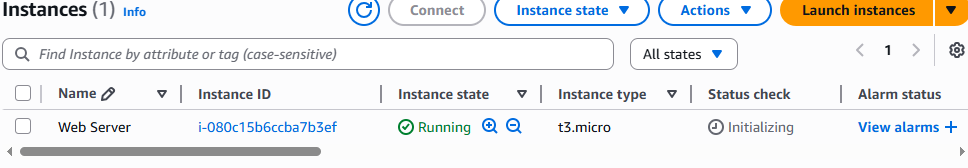 Instances (1) Info Connect Instance state Actions Launch instances
Find Instance by attribute or tag (case-sensitive) All states 1
Name Instance ID Instance state Instance type Status check Alarm status
Web Server i-080c15b6ccba7b3ef Running t3.micro Initializing View alarms +